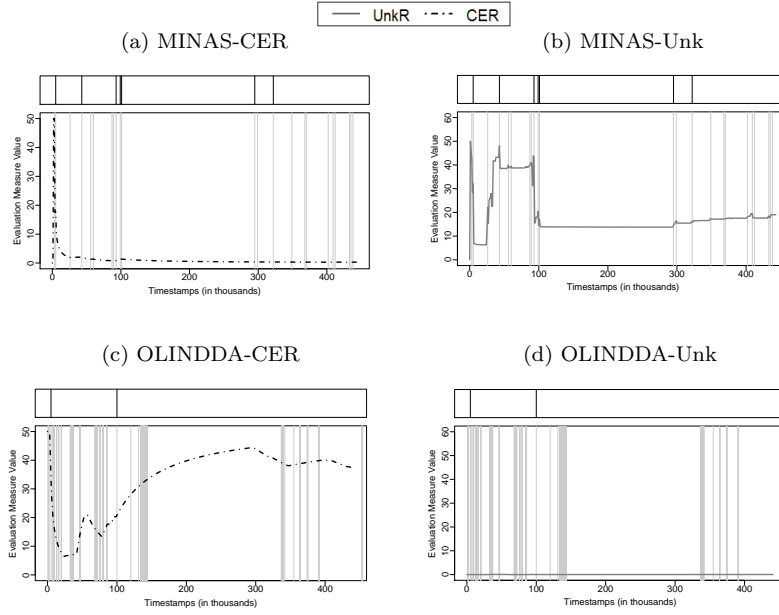 UnkR CER
(a) MINAS-CER
(b) MINAS-Unk
Evaluation Measure Value
50
40
30
20
10
0
0 100 200 300 400
Timestamps (in thousands)
Evaluation Measure Value
60
50
40
30
20
10
0
0 100 200 300 400
Timestamps (in thousands)
(c) OLINDDA-CER
(d) OLINDDA-Unk
Evaluation Measure Value
50
40
30
20
10
0
0 100 200 300 400
Timestamps (in thousands)
Evaluation Measure Value
60
50
40
30
20
10
0
0 100 200 300 400
Timestamps (in thousands)